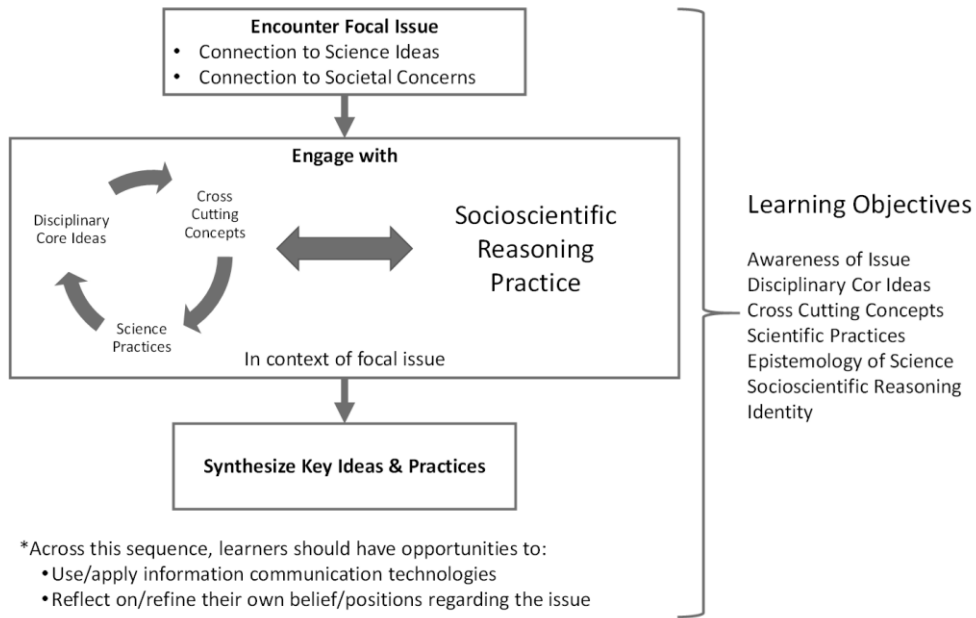 Encounter Focal Issue
• Connection to Science Ideas
• Connection to Societal Concerns
Engage with
Cross
Cutting
Concepts
Disciplinary
Core Ideas
Science
Practices
Socioscientific
Reasoning
Practice
In context of focal issue
Synthesize Key Ideas & Practices
*Across this sequence, learners should have opportunities to:
•Use/apply information communication technologies
•Reflect on/refine their own belief/positions regarding the issue
Learning Objectives
Awareness of Issue
Disciplinary Cor Ideas
Cross Cutting Concepts
Scientific Practices
Epistemology of Science
Socioscientific Reasoning
Identity